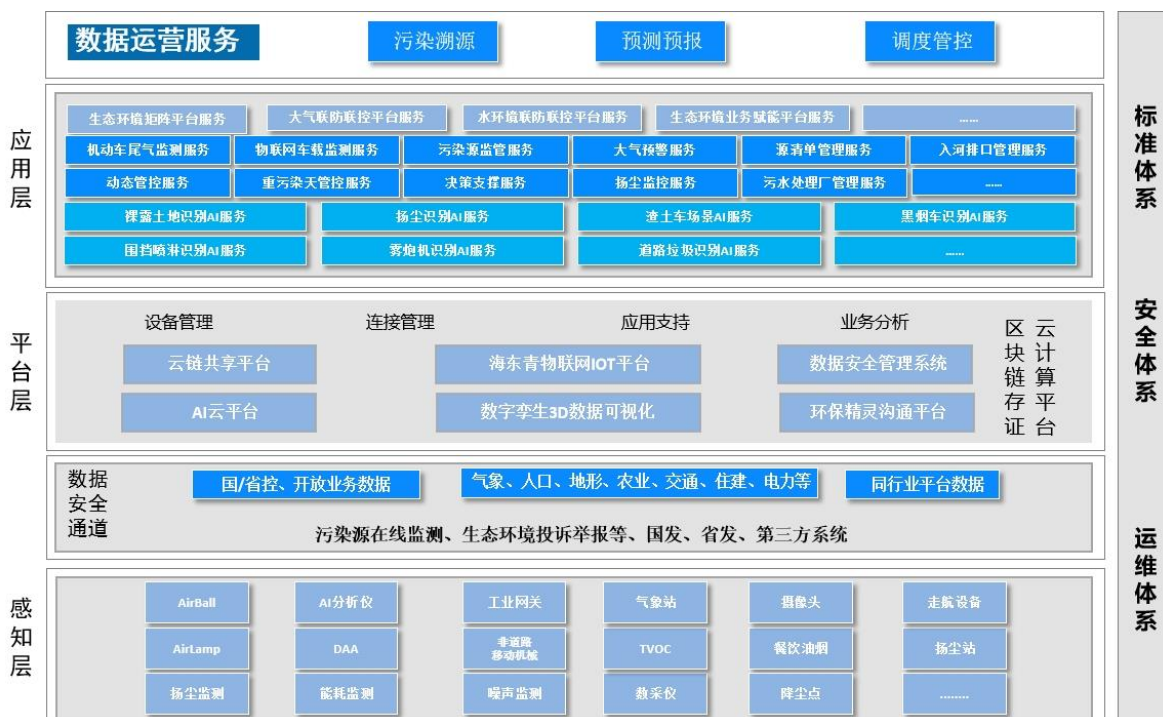 数据运营服务
污染溯源
预测预报
调度管控
应用层
生态环境矩阵平台服务
大气联防联控平台服务
水环境联防联控平台服务
生态环境业务赋能平台服务
......
机动车尾气监测服务
物联网车载监测服务
污染源监管服务
大气预警服务
源清单管理服务
入河排口管理服务
动态管控服务
重污染天管控服务
决策支撑服务
扬尘监控服务
污水处理厂管理服务
......
裸露土地识别AI服务
扬尘识别AI服务
渣土车场景AI服务
黑烟车识别AI服务
围挡喷淋识别AI服务
雾炮机识别AI服务
道路垃圾识别AI服务
......
平台层
设备管理
连接管理
应用支持
业务分析
云链共享平台
海东青物联网IOT平台
数据安全管理系统
AI云平台
数字孪生3D数据可视化
环保精灵沟通平台
区块链存证
云计算平台
数据
安全
通道
国/省控、开放业务数据
气象、人口、地形、农业、交通、住建、电力等
同行业平台数据
污染源在线监测、生态环境投诉举报等、国发、省发、第三方系统
感知层
AirBall
AI分析仪
工业网关
气象站
摄像头
走航设备
AirLamp
DAA
非道路
移动机械
TVOC
餐饮油烟
扬尘站
扬尘监测
能耗监测
噪声监测
数采仪
降尘点
........
标准体系
安全体系
运维体系